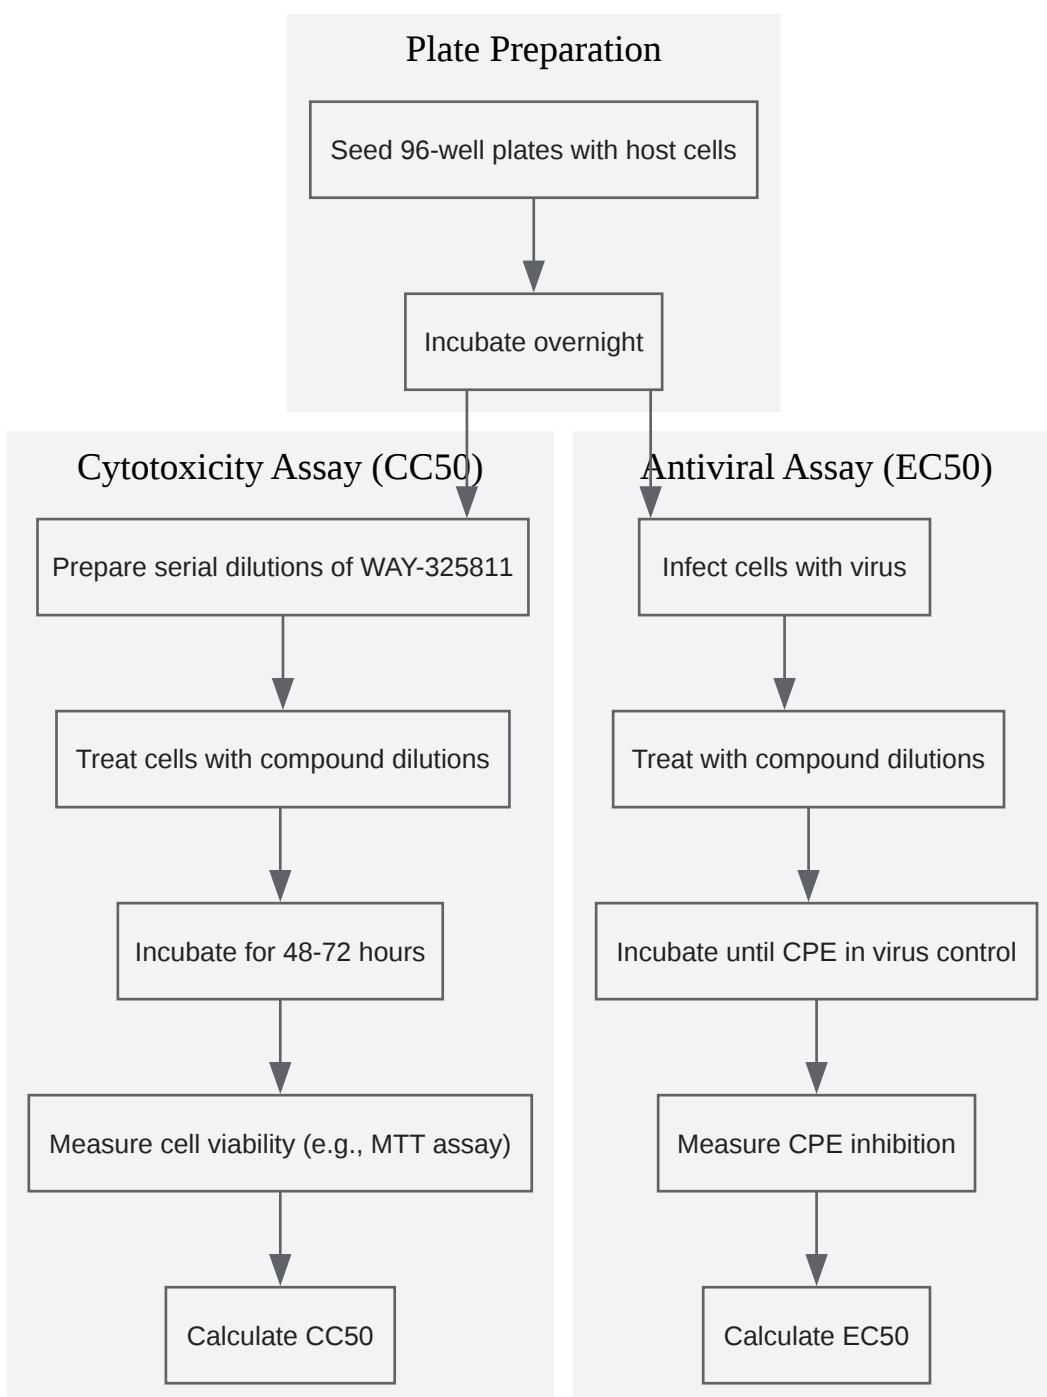 Plate Preparation
Seed 96-well plates with host cells
Incubate overnight
Cytotoxicity Assay (CC50)
Prepare serial dilutions of WAY-325811
Treat cells with compound dilutions
Incubate for 48-72 hours
Measure cell viability (e.g., MTT assay)
Calculate CC50
Antiviral Assay (EC50)
Infect cells with virus
Treat with compound dilutions
Incubate until CPE in virus control
Measure CPE inhibition
Calculate EC50